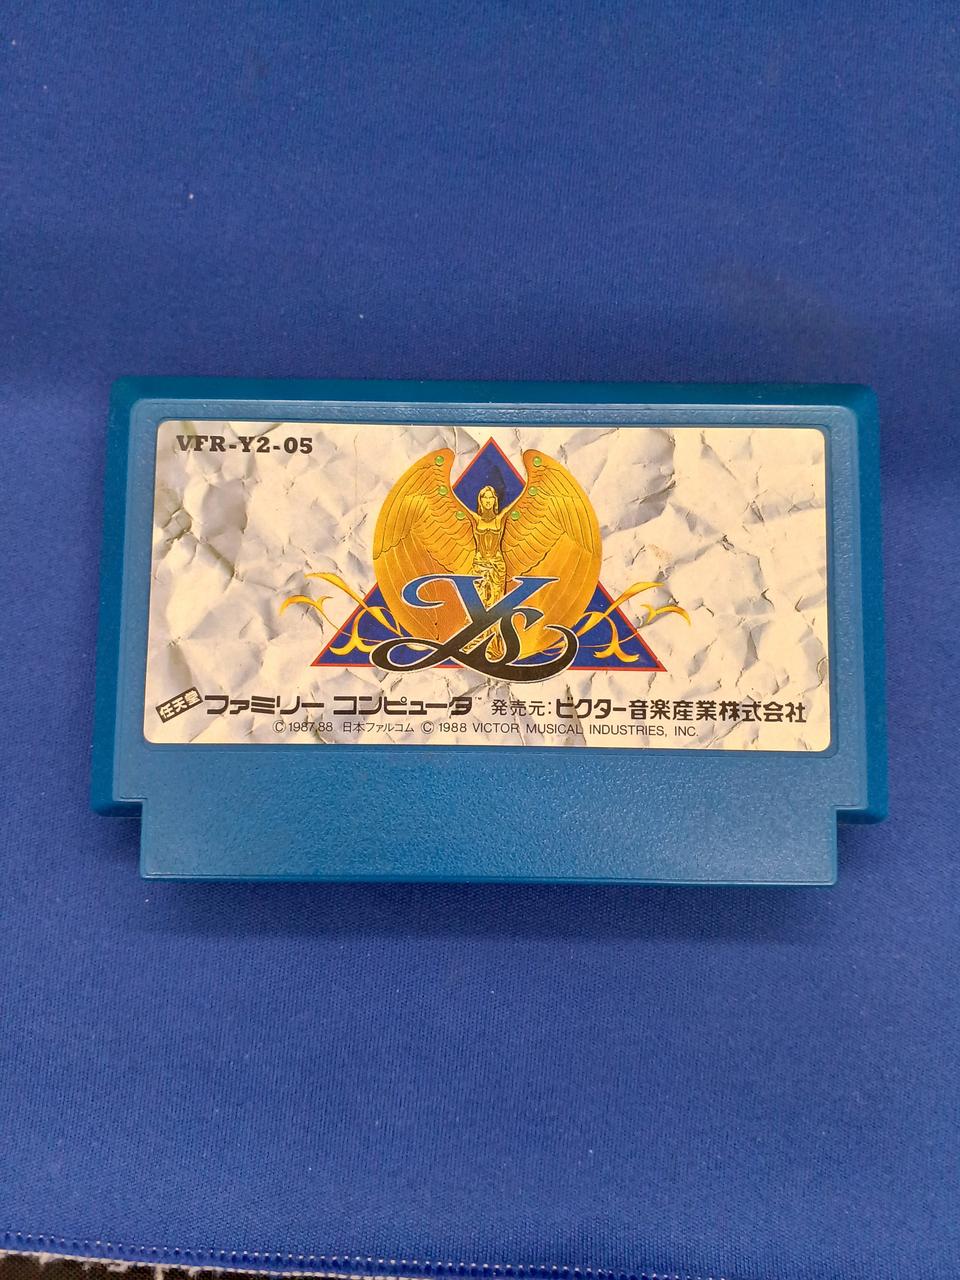 VFR-Y2-05
Ys
任天堂 ファミリー コンピュータ™ 発売元:ビクター音楽産業株式会社
© 1987,88 日本ファルコム © 1988 VICTOR MUSICAL INDUSTRIES, INC.